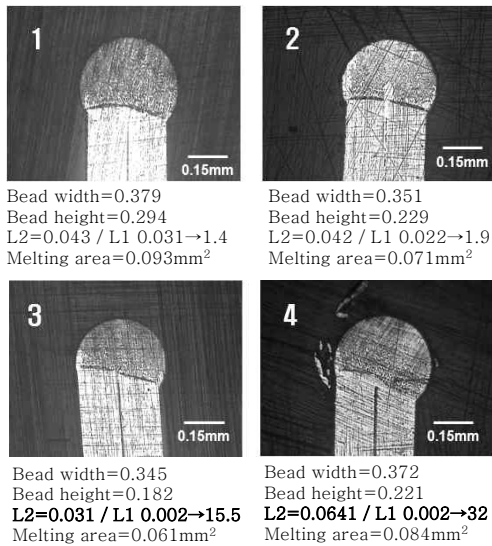 1
0.15mm
Bead width=0.379
Bead height=0.294
L2=0.043 / L1 0.031→1.4
Melting area=0.093mm²
2
0.15mm
Bead width=0.351
Bead height=0.229
L2=0.042 / L1 0.022→1.9
Melting area=0.071mm²
3
0.15mm
Bead width=0.345
Bead height=0.182
L2=0.031 / L1 0.002→15.5
Melting area=0.061mm²
4
0.15mm
Bead width=0.372
Bead height=0.221
L2=0.0641 / L1 0.002→32
Melting area=0.084mm²